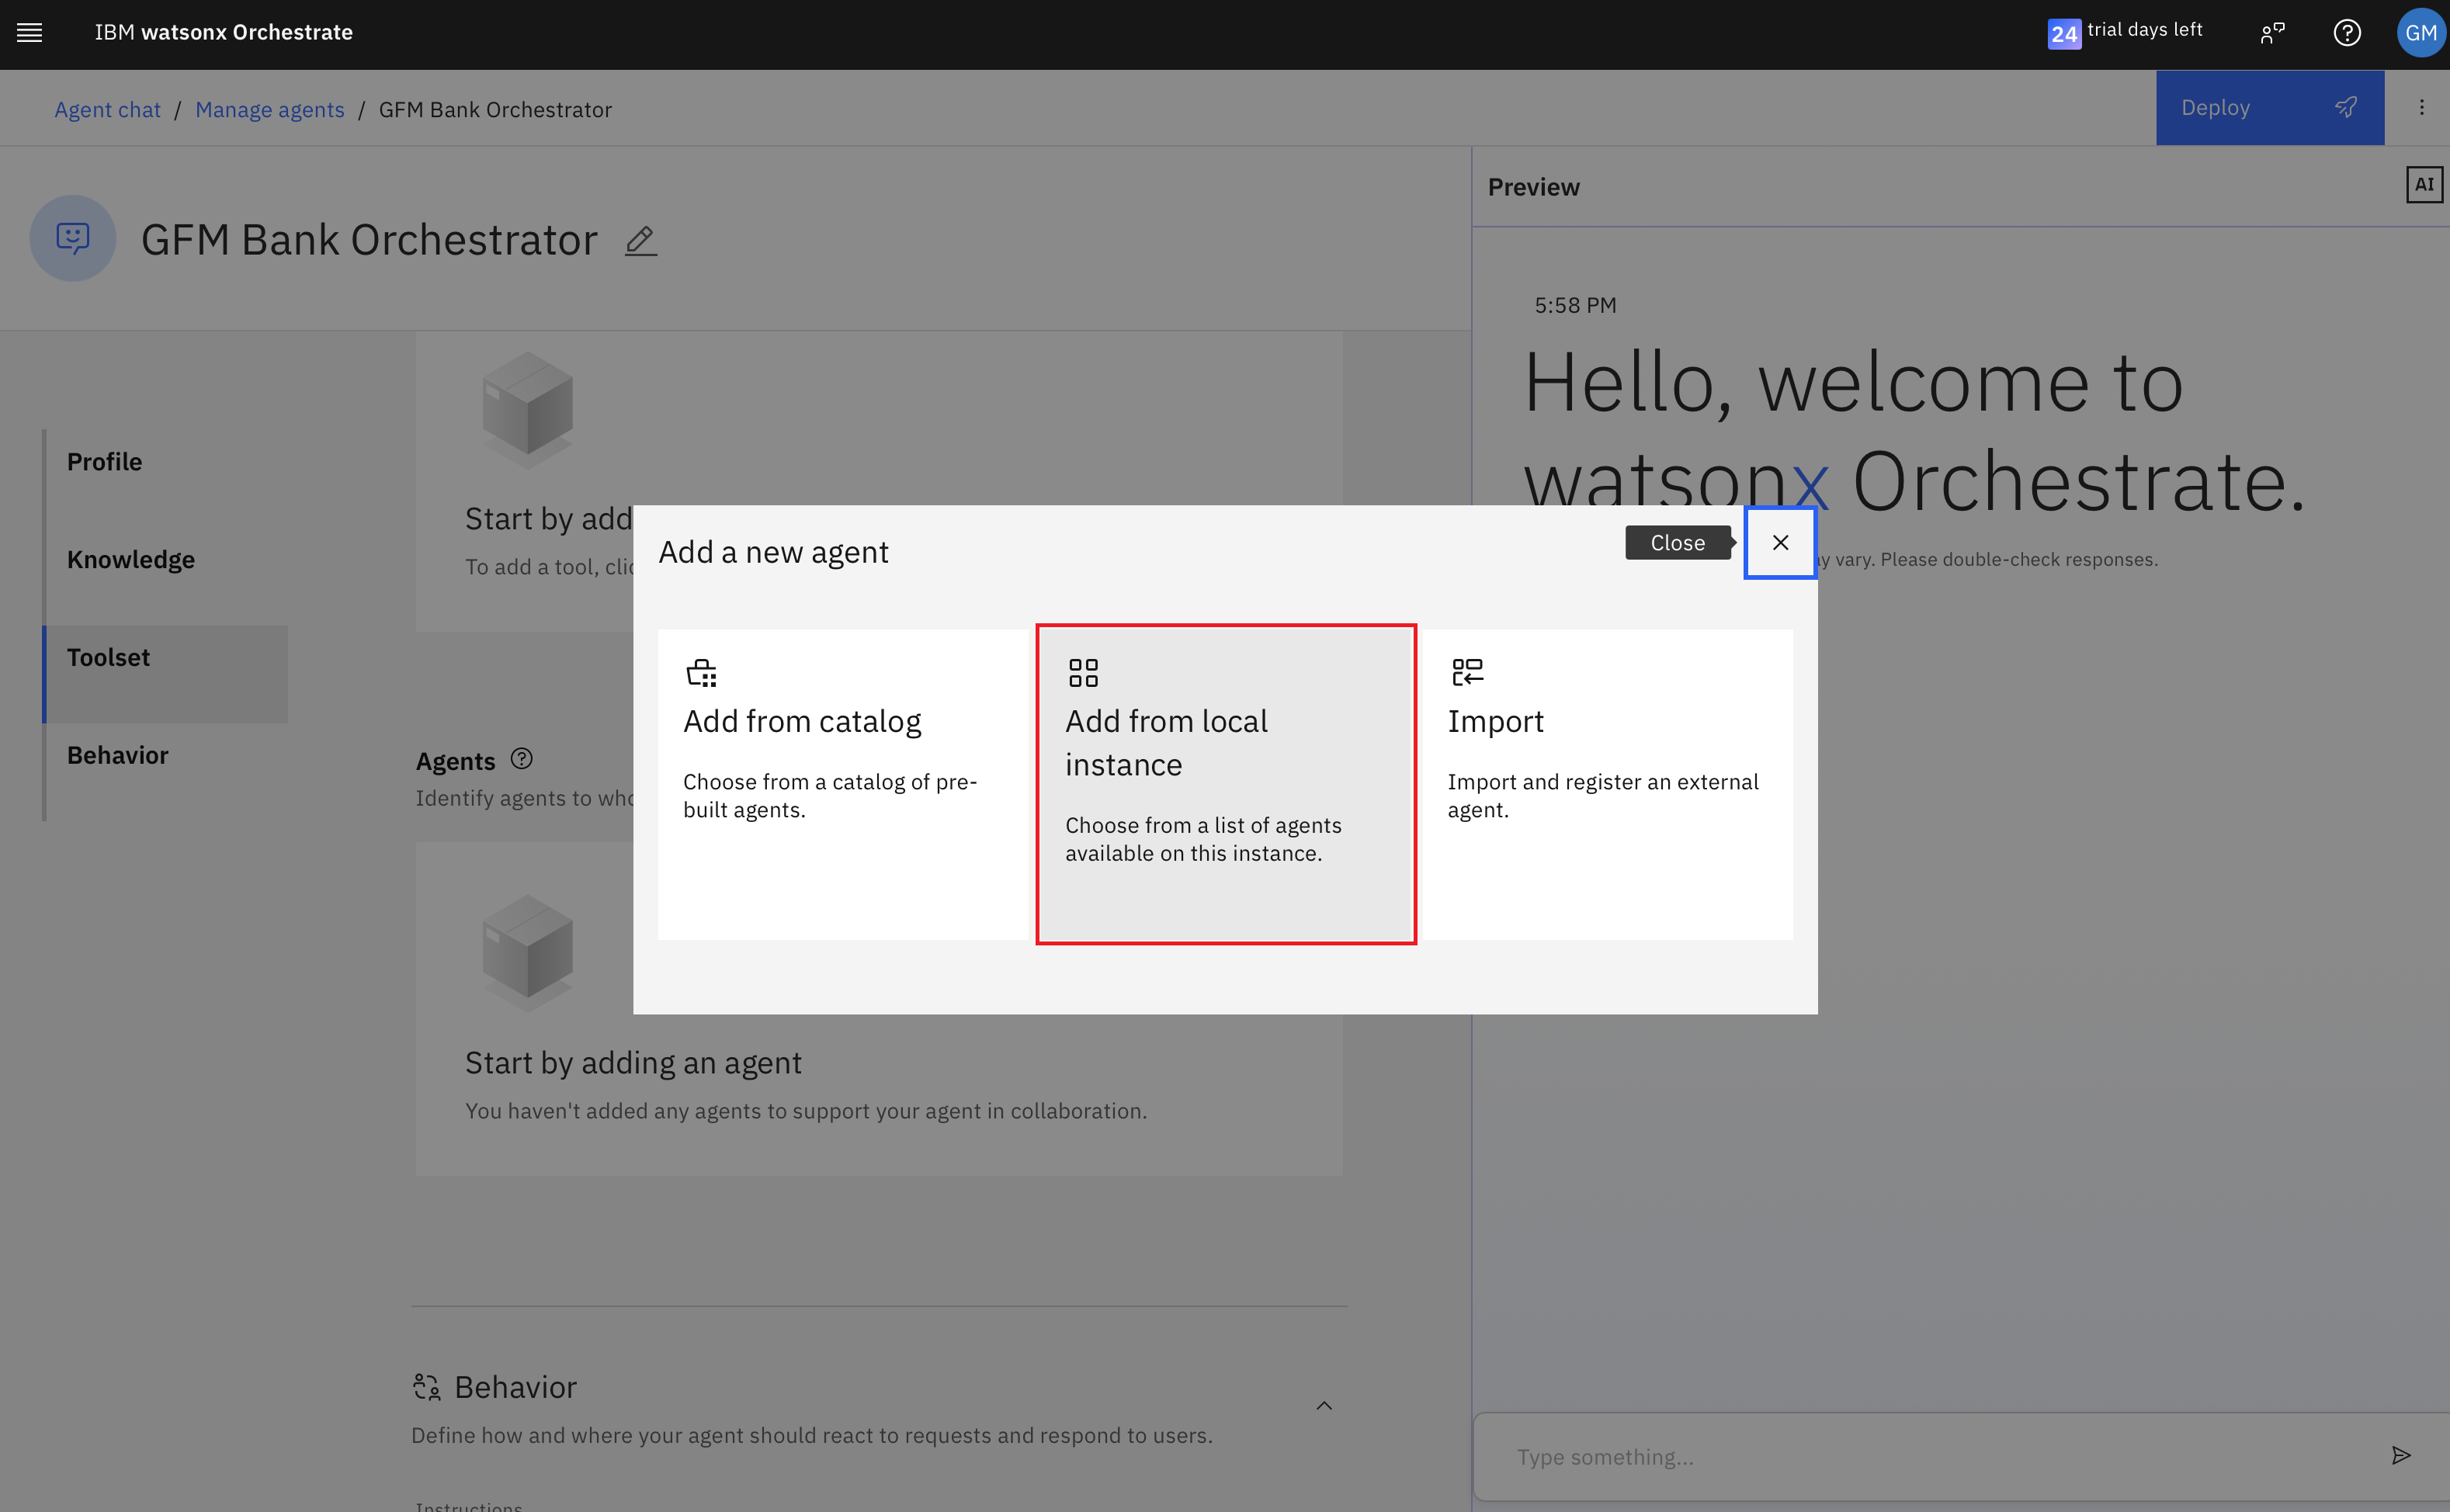 IBM watsonx Orchestrate
24 trial days left
GM
Agent chat / Manage agents / GFM Bank Orchestrator
Deploy
GFM Bank Orchestrator
Preview
AI
5:58 PM
Hello, welcome to
watsonx Orchestrate.
y vary. Please double-check responses.
Profile
Knowledge
Toolset
Behavior
Start by add
To add a tool, clic
Agents
Identify agents to who
Start by adding an agent
You haven't added any agents to support your agent in collaboration.
Add a new agent
Close
Add from catalog
Choose from a catalog of pre-
built agents.
Add from local
instance
Choose from a list of agents
available on this instance.
Import
Import and register an external
agent.
Behavior
Define how and where your agent should react to requests and respond to users.
Instructions
Type something...